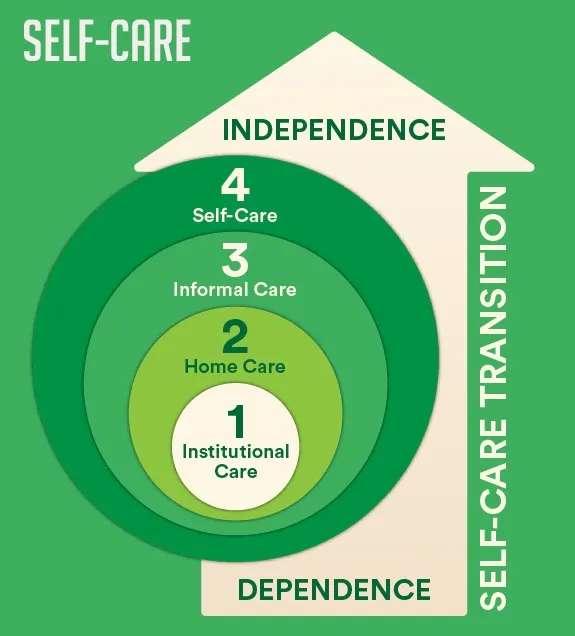 SELF-CARE
INDEPENDENCE
4
Self-Care
3
Informal Care
2
Home Care
1
Institutional
Care
DEPENDENCE
SELF-CARE TRANSITION